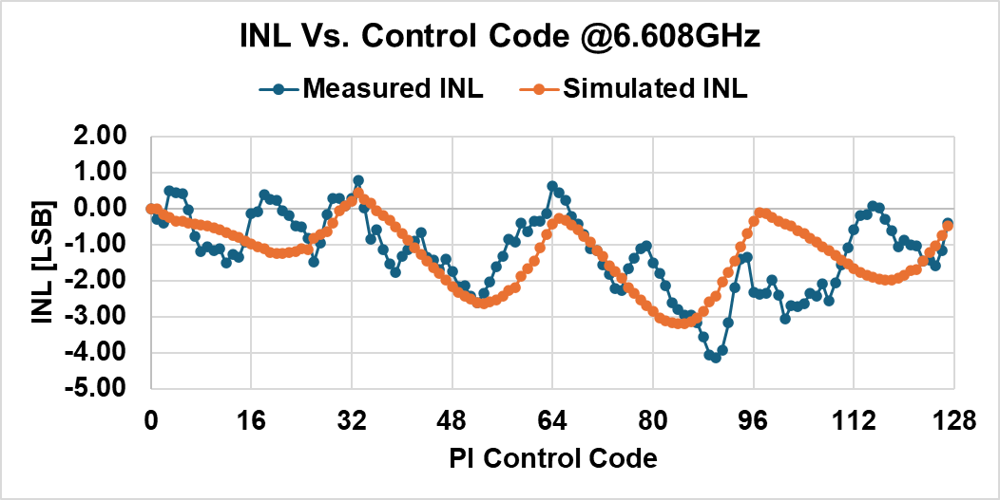 INL Vs. Control Code @6.608GHz
Measured INL Simulated INL
2.00
1.00
0.00
-1.00
-2.00
-3.00
-4.00
-5.00
INL [LSB]
0 16 32 48 64 80 96 112 128
PI Control Code